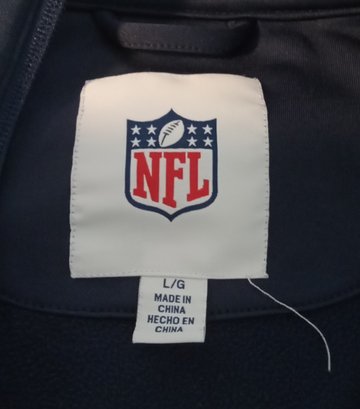 NFL
L/G
MADE IN
CHINA
HECHO EN
CHINA